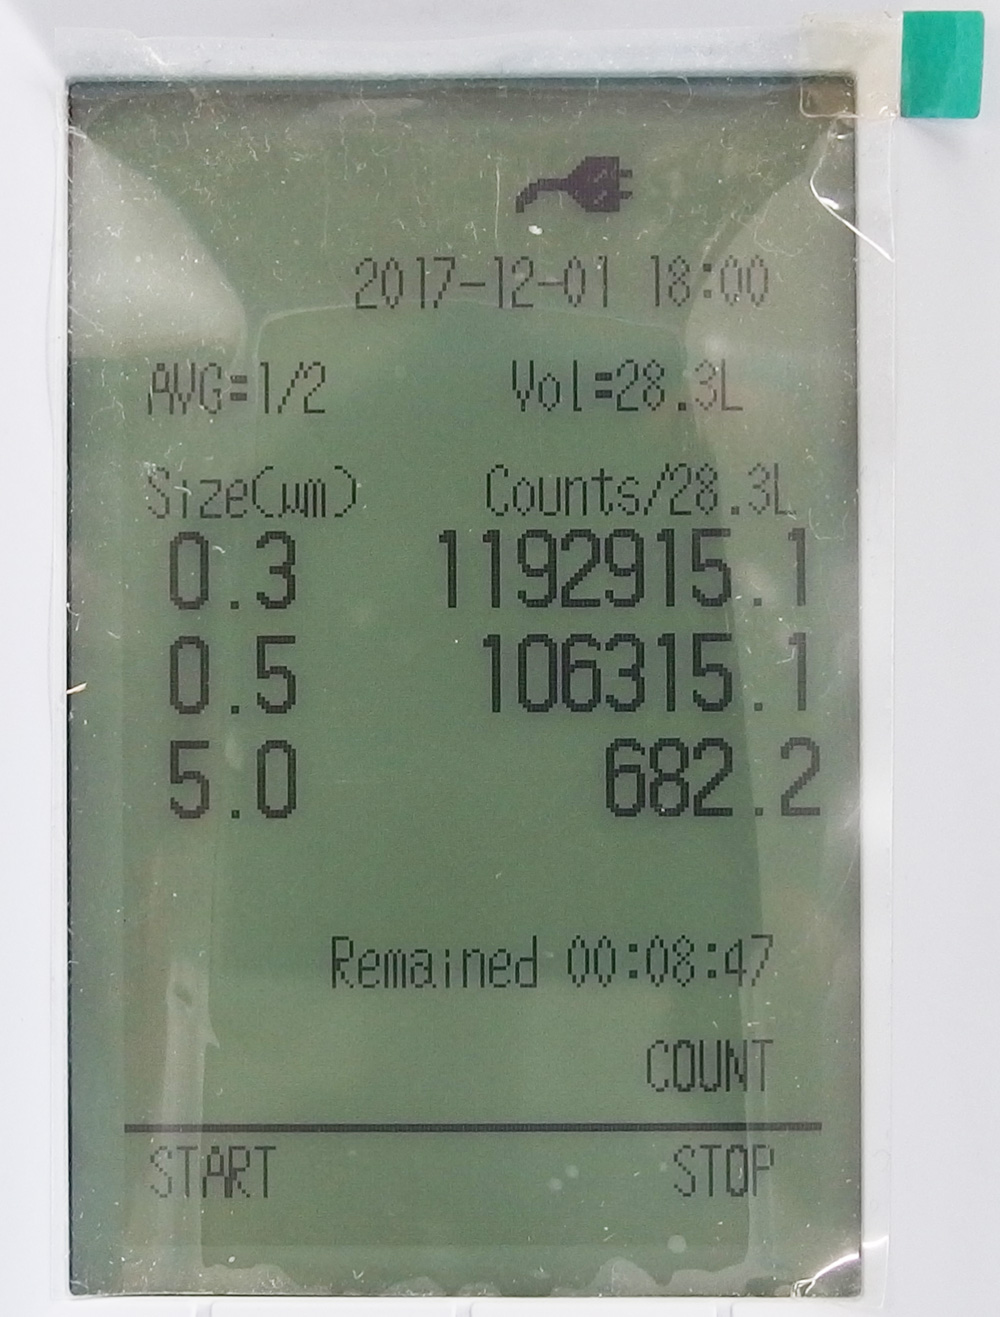 2017-12-01 18:00
AVG=1/2 Vol=28.3L
Size(μm) Counts/28.3L
0.3 1192915.1
0.5 106315.1
5.0 682.2
Remained 00:08:47
COUNT
START STOP